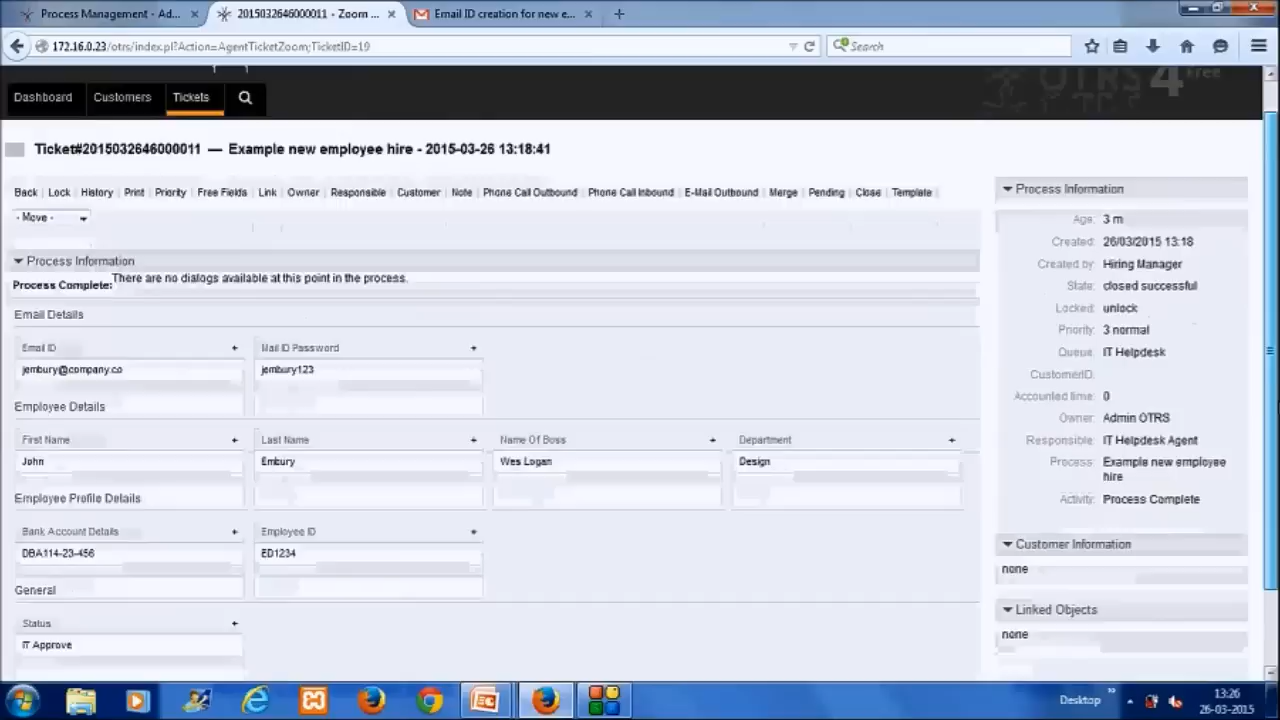 Process Management - Ad...
2015032646000011 - Zoom ...
Email ID creation for new e...
172.16.0.23/otrs/index.pl?Action=AgentTicketZoom;TicketID=19
Search
OTRS 4 Free
Dashboard Customers Tickets
Ticket#2015032646000011 — Example new employee hire - 2015-03-26 13:18:41
Back Lock History Print Priority Free Fields Link Owner Responsible Customer Note Phone Call Outbound Phone Call Inbound E-Mail Outbound Merge Pending Close Template
- Move -
Process Information
There are no dialogs available at this point in the process.
Process Complete:
Email Details
Email ID Mail ID Password
jembury@company.co jembury123
Employee Details
First Name Last Name Name Of Boss Department
John Embury Wes Logan Design
Employee Profile Details
Bank Account Details Employee ID
DBA114-23-456 ED1234
General
Status
IT Approve
Process Information
Age: 3 m
Created: 26/03/2015 13:18
Created by: Hiring Manager
State: closed successful
Locked: unlock
Priority: 3 normal
Queue: IT Helpdesk
CustomerID:
Accounted time: 0
Owner: Admin OTRS
Responsible: IT Helpdesk Agent
Process: Example new employee
hire
Activity: Process Complete
Customer Information
none
Linked Objects
none
Desktop
13:26
26-03-2015